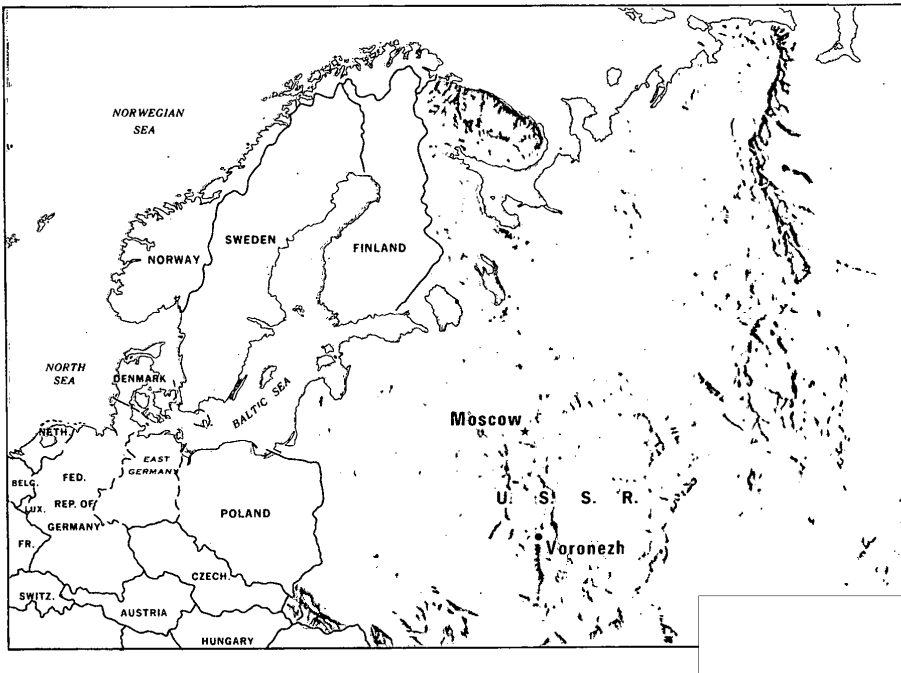 NORWEGIAN
SEA
NORWAY
SWEDEN
FINLAND
NORTH
SEA
DENMARK
BALTIC SEA
Moscow
NETH.
EAST
GERMANY
BELG.
FED.
REP. OF
GERMANY
LUX.
POLAND
U. S. S. R.
FR.
Voronezh
CZECH.
SWITZ.
AUSTRIA
HUNGARY